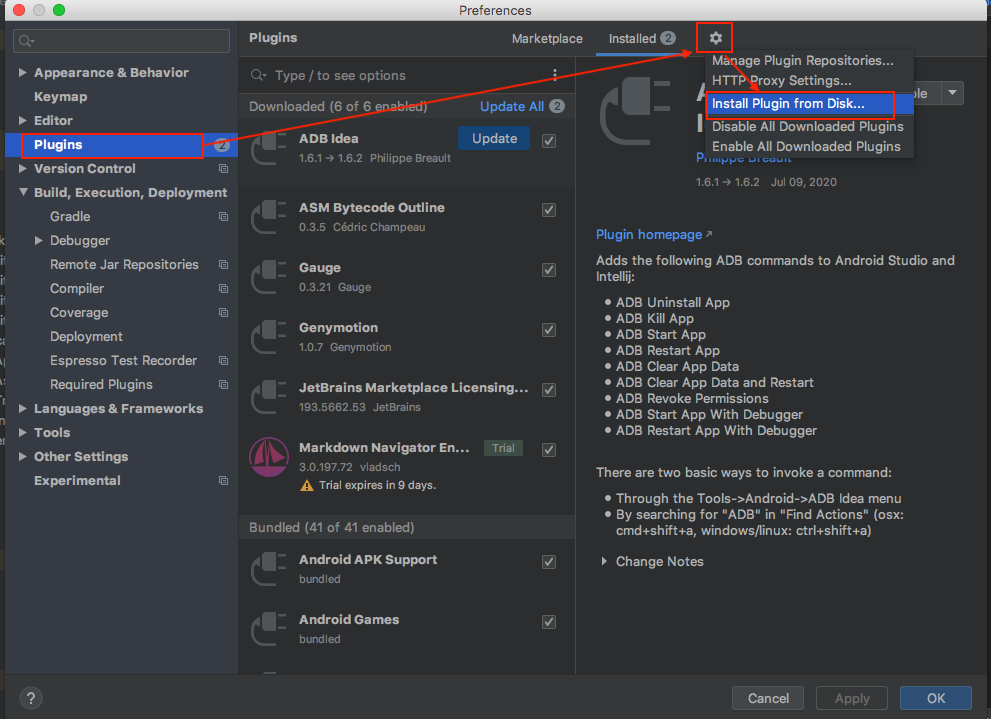 Preferences
Appearance & Behavior
Keymap
Editor
Plugins
2
Version Control
Build, Execution, Deployment
Gradle
Debugger
Remote Jar Repositories
Compiler
Coverage
Deployment
Espresso Test Recorder
Required Plugins
Languages & Frameworks
Tools
Other Settings
Experimental
Plugins
Marketplace
Installed 2
Type / to see options
Downloaded (6 of 6 enabled)
Update All 2
ADB Idea
1.6.1 → 1.6.2 Philippe Breault
Update
ASM Bytecode Outline
0.3.5 Cédric Champeau
Gauge
0.3.21 Gauge
Genymotion
1.0.7 Genymotion
JetBrains Marketplace Licensing...
193.5662.53 JetBrains
Markdown Navigator En...
Trial
3.0.197.72 vladsch
Trial expires in 9 days.
Bundled (41 of 41 enabled)
Android APK Support
bundled
Android Games
bundled
Manage Plugin Repositories...
HTTP Proxy Settings...
Install Plugin from Disk...
Disable All Downloaded Plugins
Enable All Downloaded Plugins
Philippe Breault
1.6.1 → 1.6.2 Jul 09, 2020
Plugin homepage ↗
Adds the following ADB commands to Android Studio and
Intellij:
• ADB Uninstall App
• ADB Kill App
• ADB Start App
• ADB Restart App
• ADB Clear App Data
• ADB Clear App Data and Restart
• ADB Revoke Permissions
• ADB Start App With Debugger
• ADB Restart App With Debugger
There are two basic ways to invoke a command:
• Through the Tools->Android->ADB Idea menu
• By searching for "ADB" in "Find Actions" (osx:
cmd+shift+a, windows/linux: ctrl+shift+a)
Change Notes
?
Cancel
Apply
OK